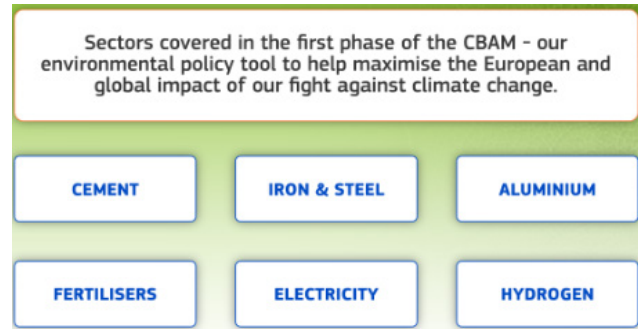 Sectors covered in the first phase of the CBAM - our
environmental policy tool to help maximise the European and
global impact of our fight against climate change.
CEMENT
IRON & STEEL
ALUMINIUM
FERTILISERS
ELECTRICITY
HYDROGEN